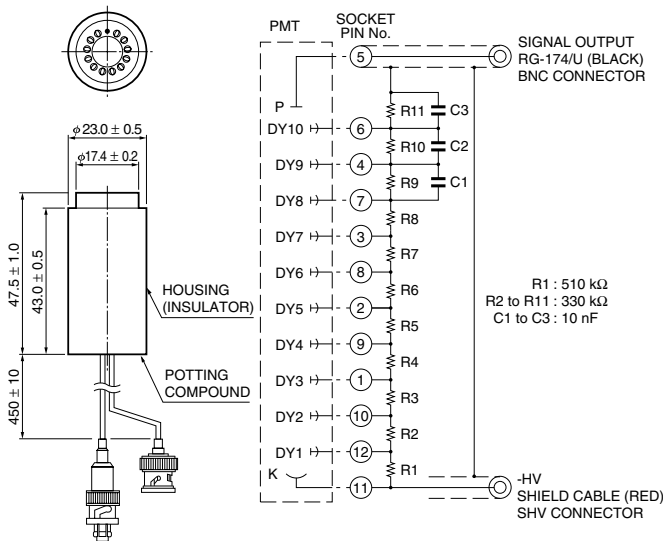 PMT
SOCKET
PIN No.
SIGNAL OUTPUT
RG-174/U (BLACK)
BNC CONNECTOR
5
P
R11 C3
DY10 6
R10 C2
DY9 4
R9 C1
DY8 7
R8
DY7 3
R7
DY6 8
R6
DY5 2
R5
DY4 9
R4
DY3 1
R3
DY2 10
R2
DY1 12
R1
K 11
R1 : 510 kΩ
R2 to R11 : 330 kΩ
C1 to C3 : 10 nF
-HV
SHIELD CABLE (RED)
SHV CONNECTOR
φ 23.0 ± 0.5
φ17.4 ± 0.2
47.5 ± 1.0
43.0 ± 0.5
450 ± 10
HOUSING
(INSULATOR)
POTTING
COMPOUND